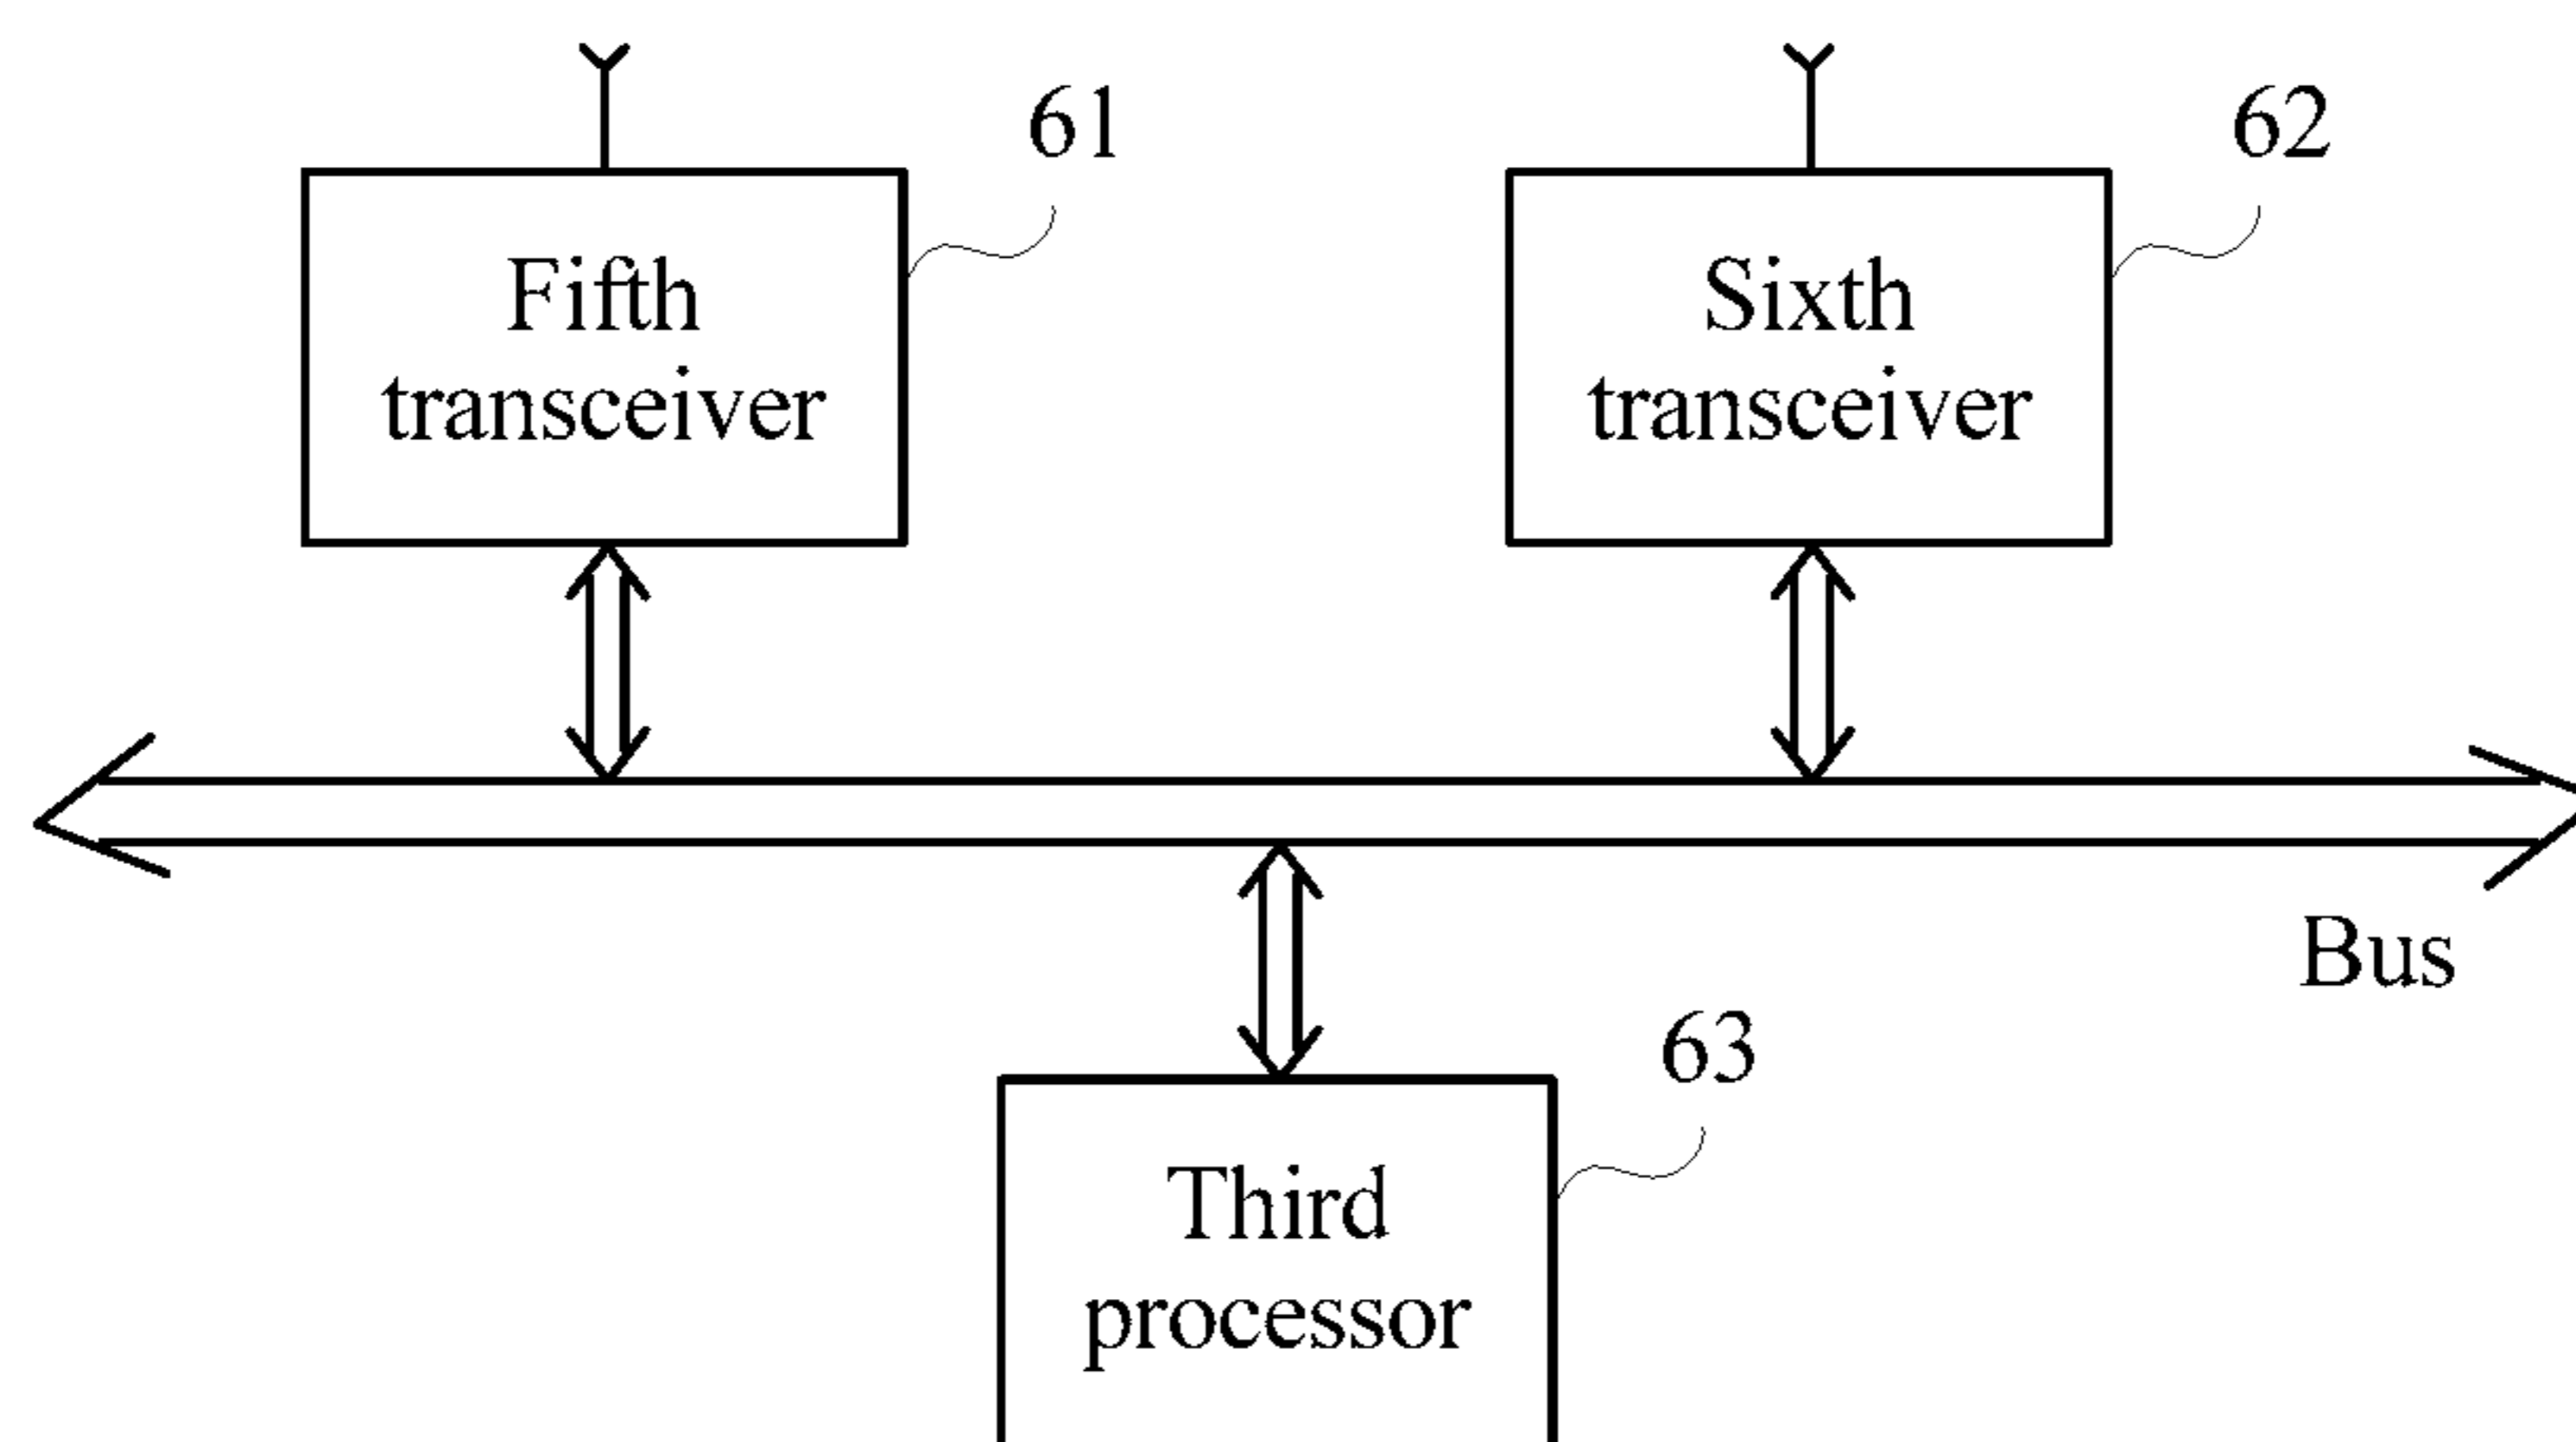 61
62
Fifth
transceiver
Sixth
transceiver
Bus
63
Third
processor